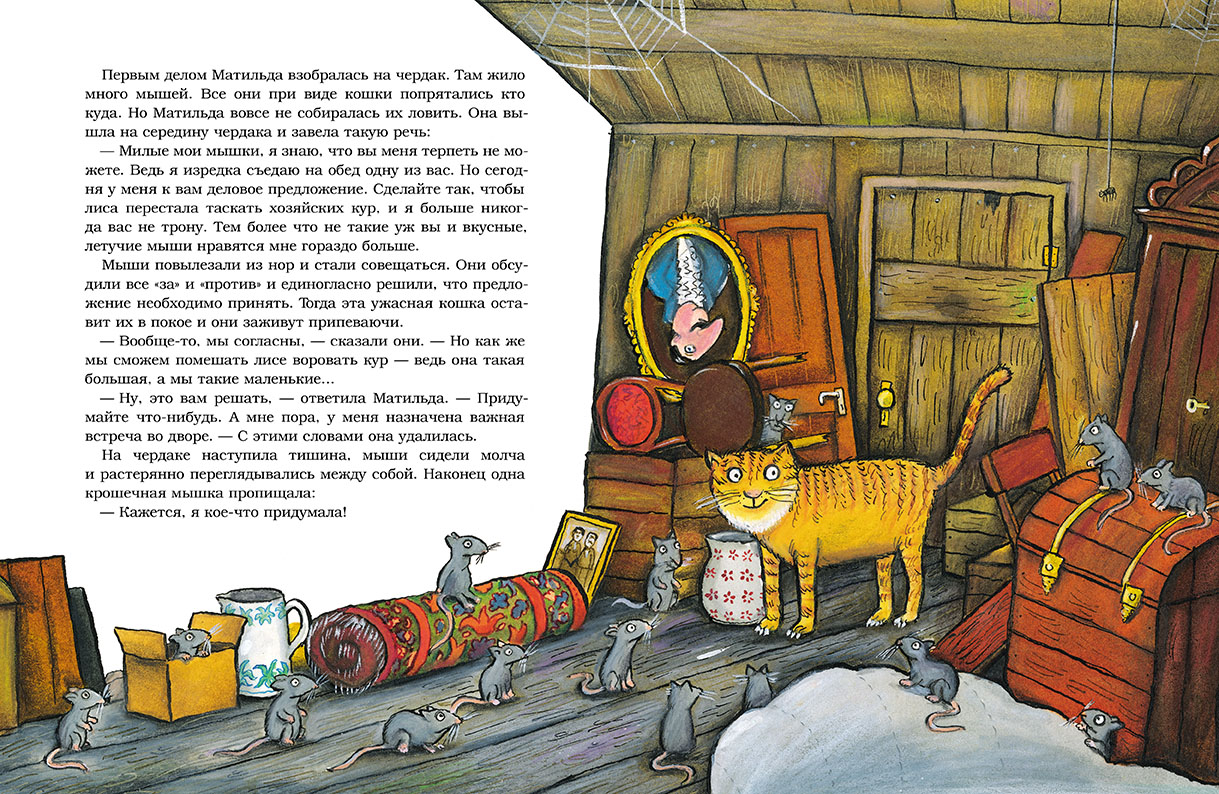 Первым делом Матильда взобралась на чердак. Там жило
много мышей. Все они при виде кошки попрятались кто
куда. Но Матильда вовсе не собиралась их ловить. Она вы-
шла на середину чердака и завела такую речь:
— Милые мои мышки, я знаю, что вы меня терпеть не мо-
жете. Ведь я изредка съедаю на обед одну из вас. Но сегод-
ня у меня к вам деловое предложение. Сделайте так, чтобы
лиса перестала таскать хозяйских кур, и я больше никог-
да вас не трону. Тем более что не такие уж вы и вкусные,
летучие мыши нравятся мне гораздо больше.
Мыши повылезали из нор и стали совещаться. Они обсу-
дили все «за» и «против» и единогласно решили, что предло-
жение необходимо принять. Тогда эта ужасная кошка оста-
вит их в покое и они заживут припеваючи.
— Вообще-то, мы согласны, — сказали они. — Но как же
мы сможем помешать лисе воровать кур — ведь она такая
большая, а мы такие маленькие...
— Ну, это вам решать, — ответила Матильда. — Приду-
майте что-нибудь. А мне пора, у меня назначена важная
встреча во дворе. — С этими словами она удалилась.
На чердаке наступила тишина, мыши сидели молча
и растерянно переглядывались между собой. Наконец одна
крошечная мышка пропищала:
— Кажется, я кое-что придумала!